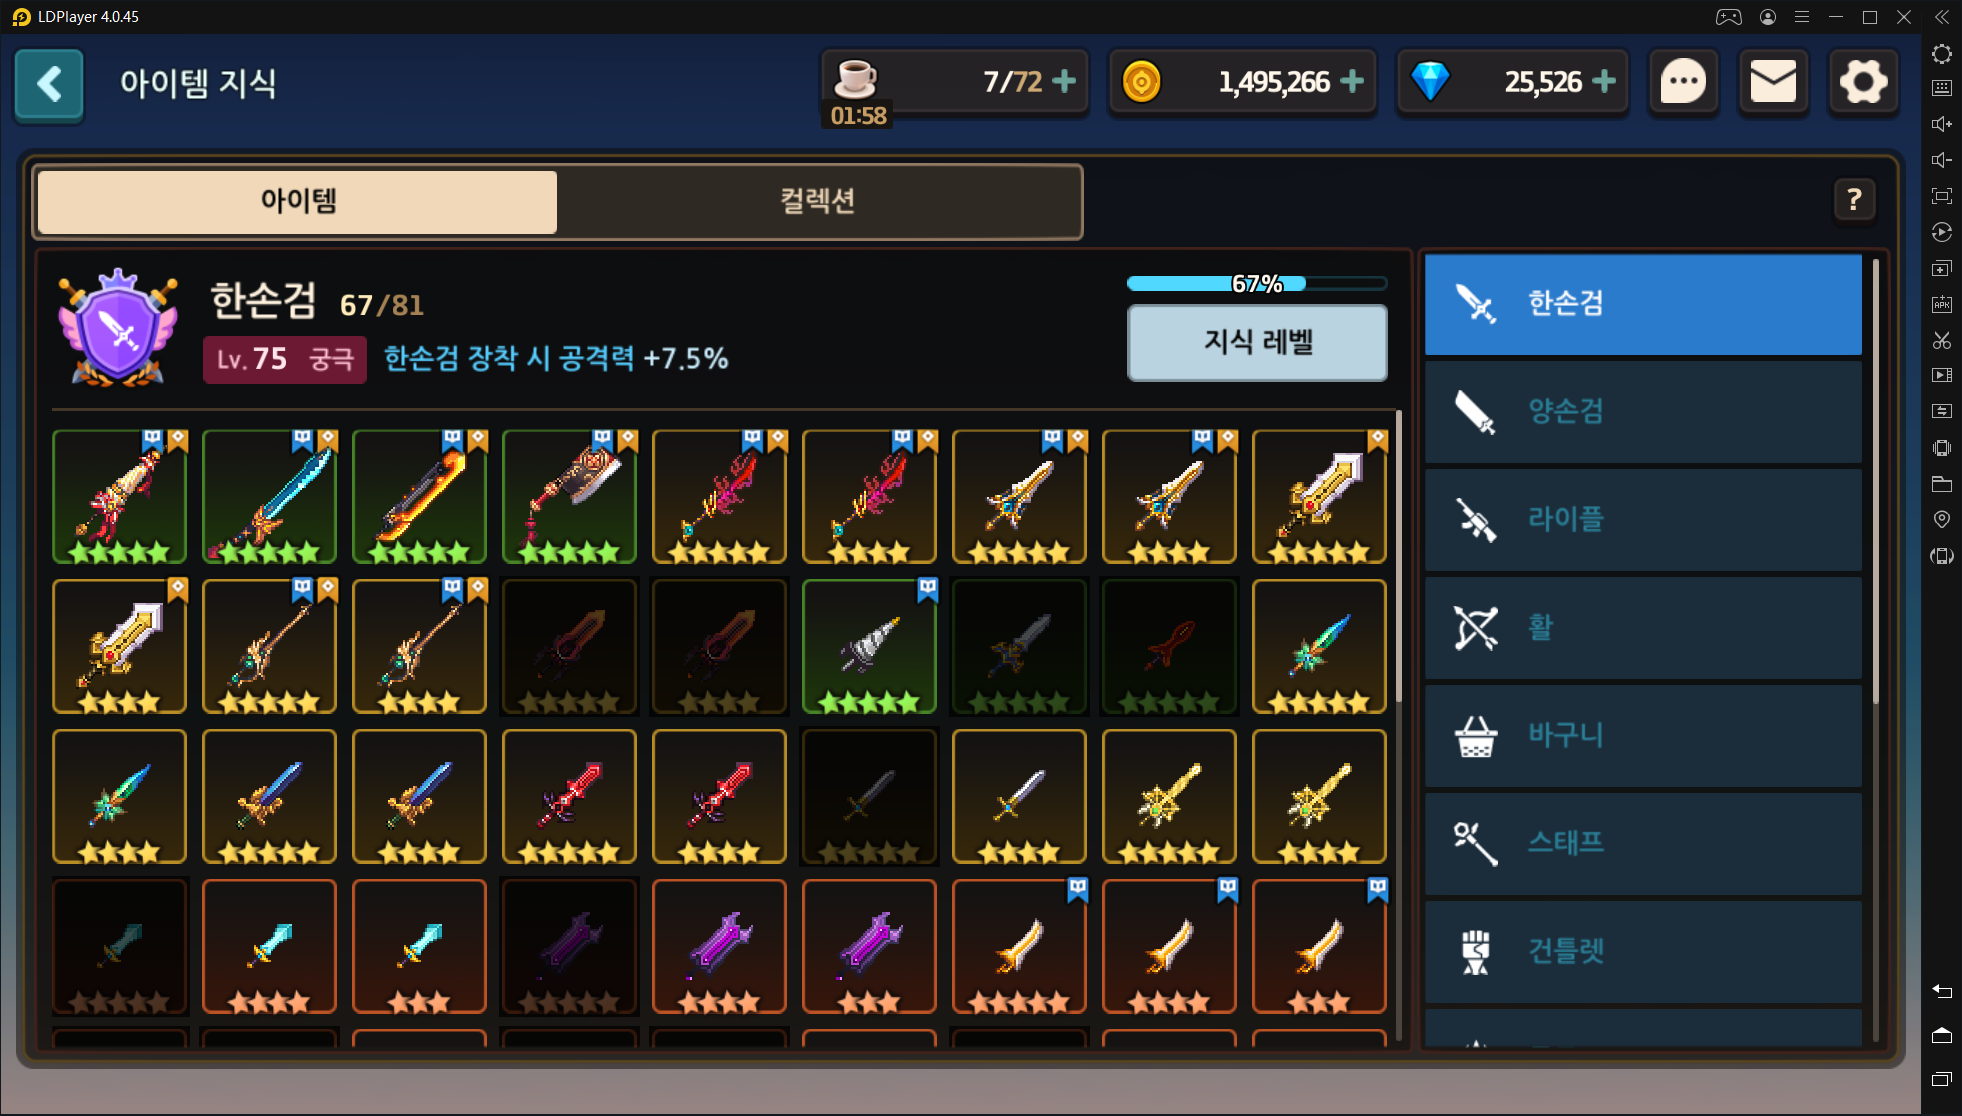 LDPlayer 4.0.45
아이템 지식
7/72
01:58
1,495,266
25,526
아이템
컬렉션
?
한손검 67/81
67%
Lv.75 궁극
한손검 장착 시 공격력 +7.5%
지식 레벨
한손검
양손검
라이플
활
바구니
스태프
건틀렛
APK